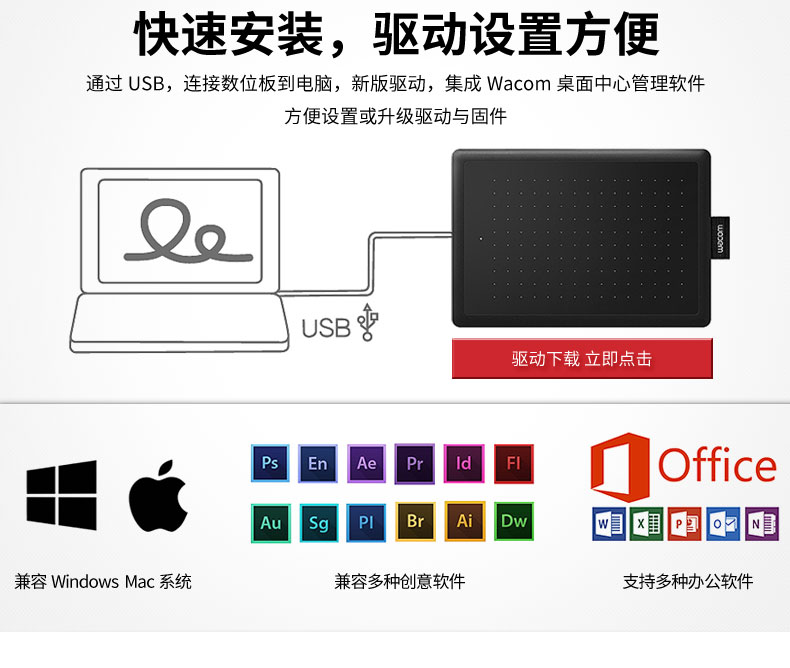 快速安装，驱动设置方便
通过 USB，连接数位板到电脑，新版驱动，集成 Wacom 桌面中心管理软件
方便设置或升级驱动与固件
wacom
USB
驱动下载 立即点击
Ps En Ae Pr Id Fl
Au Sg Pl Br Ai Dw
Office
W X P O N
兼容 Windows Mac 系统
兼容多种创意软件
支持多种办公软件